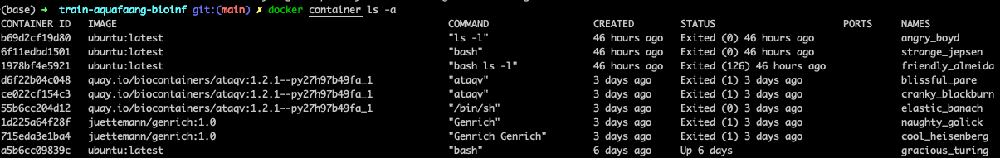 (base) ➜ train-aquafaang-bioinf git:(main) ✗ docker container ls -a
CONTAINER ID IMAGE COMMAND CREATED STATUS PORTS NAMES
b69d2cf19d80 ubuntu:latest "ls -l" 46 hours ago Exited (0) 46 hours ago angry_boyd
6f11edbd1501 ubuntu:latest "bash" 46 hours ago Exited (0) 46 hours ago strange_jepsen
1978bf4e5921 ubuntu:latest "bash ls -l" 46 hours ago Exited (126) 46 hours ago friendly_almeida
d6f22b04c048 quay.io/biocontainers/ataqv:1.2.1--py27h97b49fa_1 "ataqv" 3 days ago Exited (1) 3 days ago blissful_pare
ce022cf154c3 quay.io/biocontainers/ataqv:1.2.1--py27h97b49fa_1 "ataqv" 3 days ago Exited (1) 3 days ago cranky_blackburn
55b6cc204d12 quay.io/biocontainers/ataqv:1.2.1--py27h97b49fa_1 "/bin/sh" 3 days ago Exited (0) 3 days ago elastic_banach
1d225a64f28f juettemann/genrich:1.0 "Genrich" 3 days ago Exited (1) 3 days ago naughty_golick
715eda3e1ba4 juettemann/genrich:1.0 "Genrich Genrich" 3 days ago Exited (1) 3 days ago cool_heisenberg
a5b6cc09839c ubuntu:latest "bash" 6 days ago Up 6 days gracious_turing